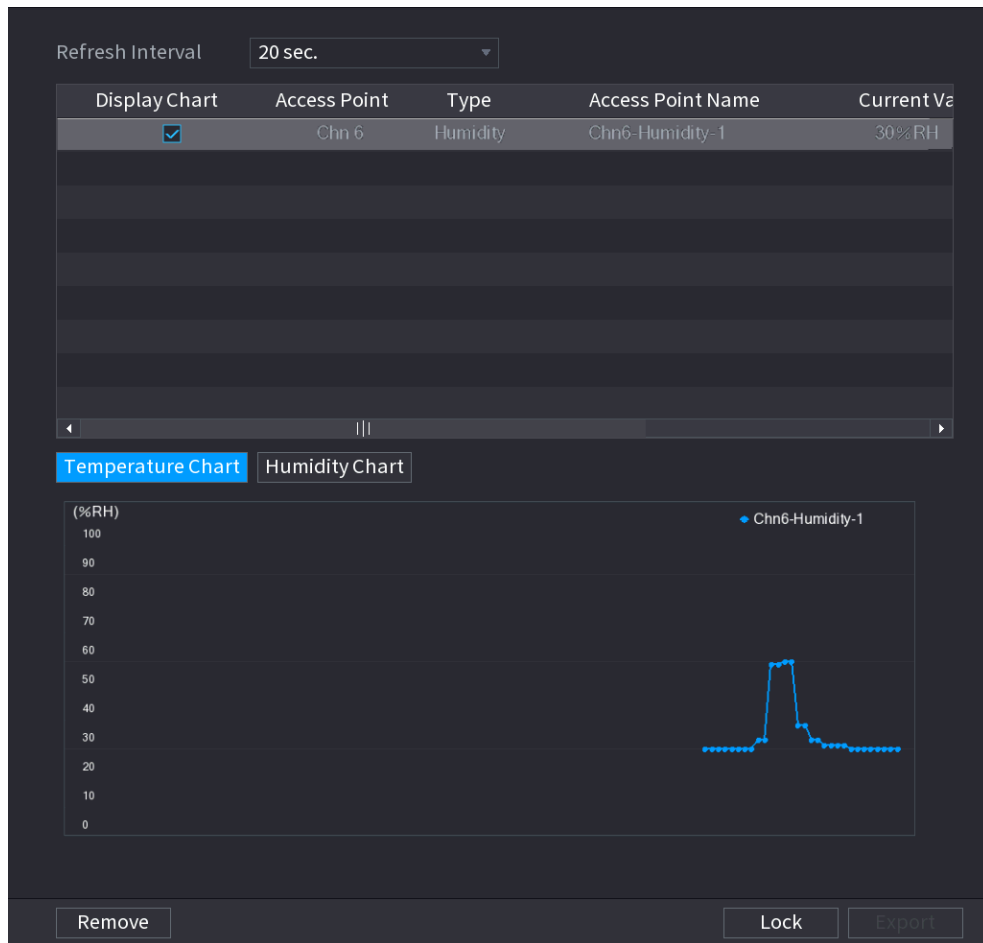 Refresh Interval 20 sec.
Display Chart Access Point Type Access Point Name Current Va
Chn 6 Humidity Chn6-Humidity-1 30%RH
Temperature Chart Humidity Chart
(%RH)
Chn6-Humidity-1
100
90
80
70
60
50
40
30
20
10
0
Remove Lock Export